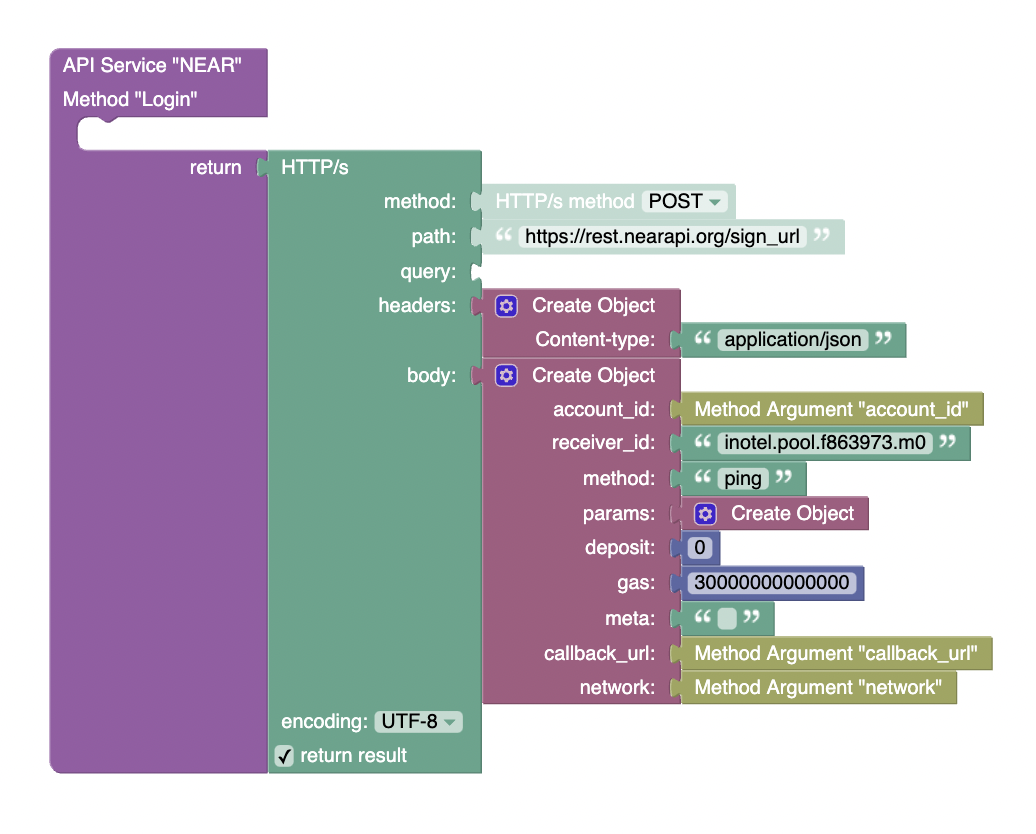 API Service "NEAR"
Method "Login"
return HTTP/s
method: HTTP/s method POST
path: “ https://rest.nearapi.org/sign_url ”
query:
headers: Create Object
Content-type: “ application/json ”
body: Create Object
account_id: Method Argument "account_id"
receiver_id: “ inotel.pool.f863973.m0 ”
method: “ ping ”
params: Create Object
deposit: 0
gas: 30000000000000
meta: “ ”
callback_url: Method Argument "callback_url"
network: Method Argument "network"
encoding: UTF-8
✓ return result